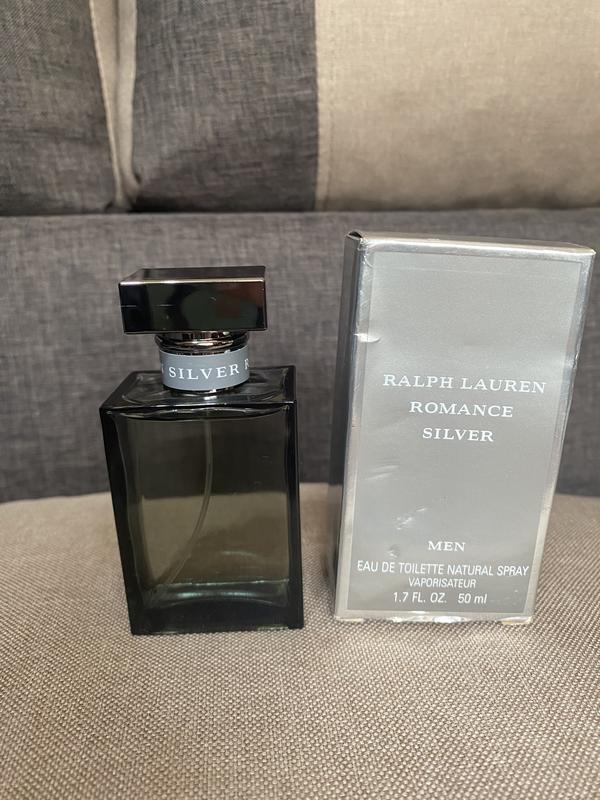 SILVER
RALPH LAUREN
ROMANCE
SILVER
MEN
EAU DE TOILETTE NATURAL SPRAY
VAPORISATEUR
1.7 FL. OZ. 50 ml